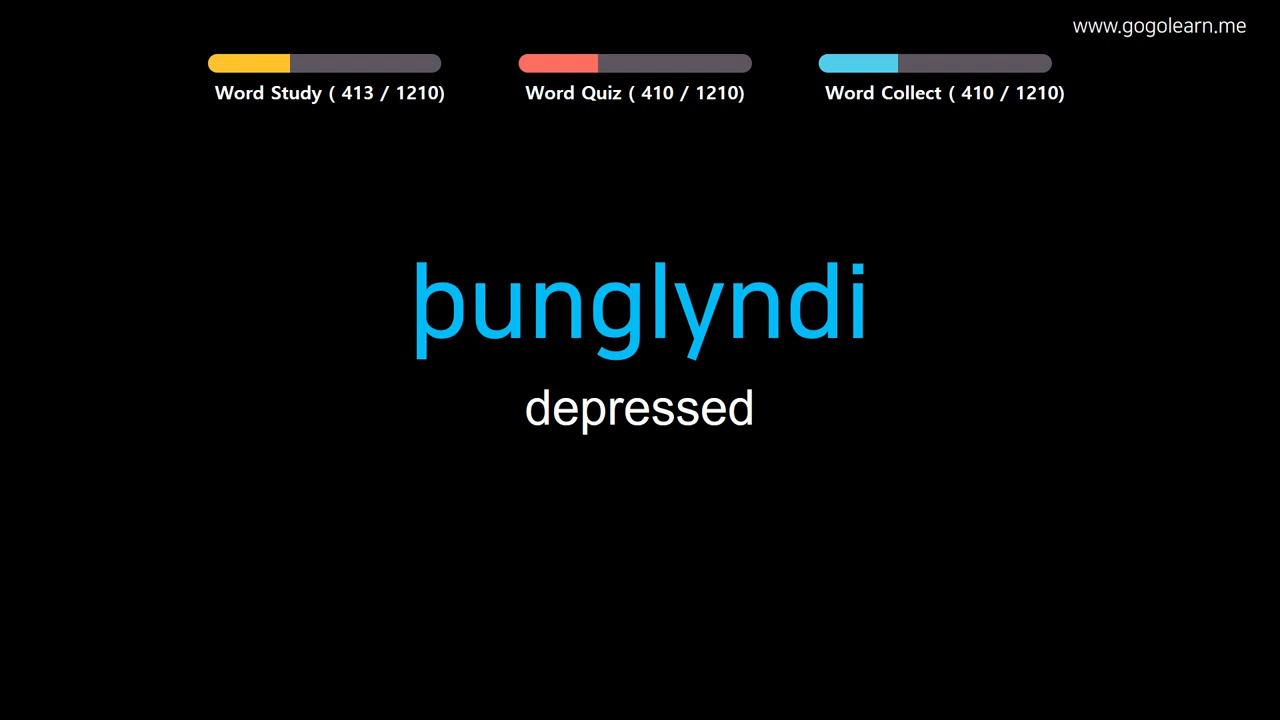 www.gogolearn.me
Word Study ( 413 / 1210)
Word Quiz ( 410 / 1210)
Word Collect ( 410 / 1210)
þunglyndi
depressed